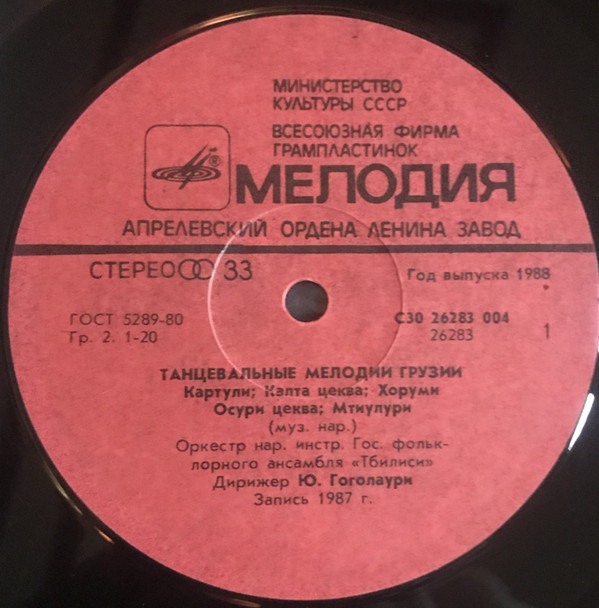 МИНИСТЕРСТВО
КУЛЬТУРЫ СССР
ВСЕСОЮЗНАЯ ФИРМА
ГРАМПЛАСТИНОК
®
МЕЛОДИЯ
АПРЕЛЕВСКИЙ ОРДЕНА ЛЕНИНА ЗАВОД
СТЕРЕО 33
Год выпуска 1988
ГОСТ 5289-80
Гр. 2. 1-20
С30 26283 004
26283
1
ТАНЦЕВАЛЬНЫЕ МЕЛОДИИ ГРУЗИИ
Картули; Калта цеква; Хоруми
Осури цеква; Мтиулури
(муз. нар.)
Оркестр нар. инстр. Гос. фольк-
лорного ансамбля «Тбилиси»
Дирижер Ю. Гоголаури
Запись 1987 г.